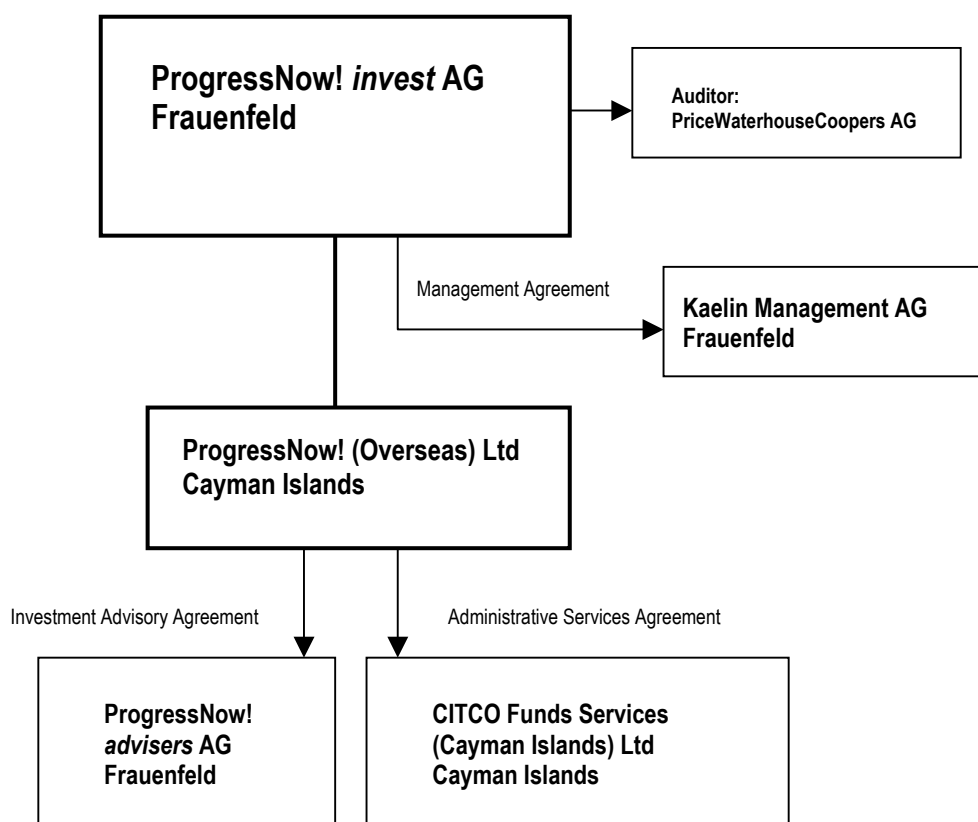 ProgressNow! invest AG
Frauenfeld
Auditor:
PriceWaterhouseCoopers AG
Management Agreement
Kaelin Management AG
Frauenfeld
ProgressNow! (Overseas) Ltd
Cayman Islands
Investment Advisory Agreement
Administrative Services Agreement
ProgressNow!
advisers AG
Frauenfeld
CITCO Funds Services
(Cayman Islands) Ltd
Cayman Islands